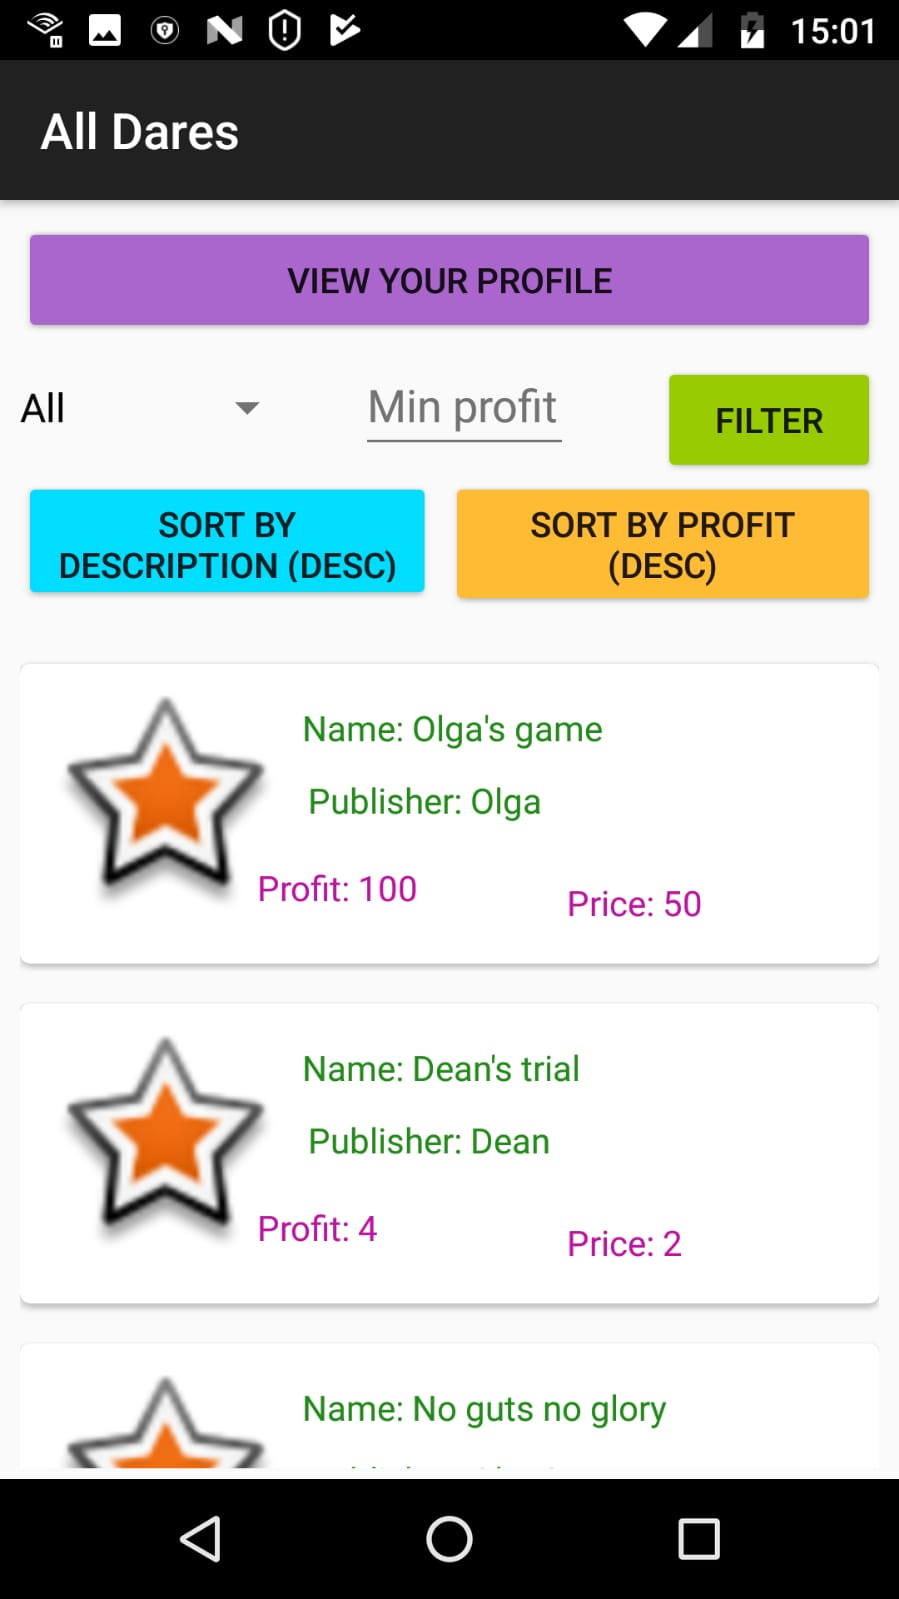 15:01
All Dares
VIEW YOUR PROFILE
All
Min profit
FILTER
SORT BY
DESCRIPTION (DESC)
SORT BY PROFIT
(DESC)
Name: Olga's game
Publisher: Olga
Profit: 100
Price: 50
Name: Dean's trial
Publisher: Dean
Profit: 4
Price: 2
Name: No guts no glory